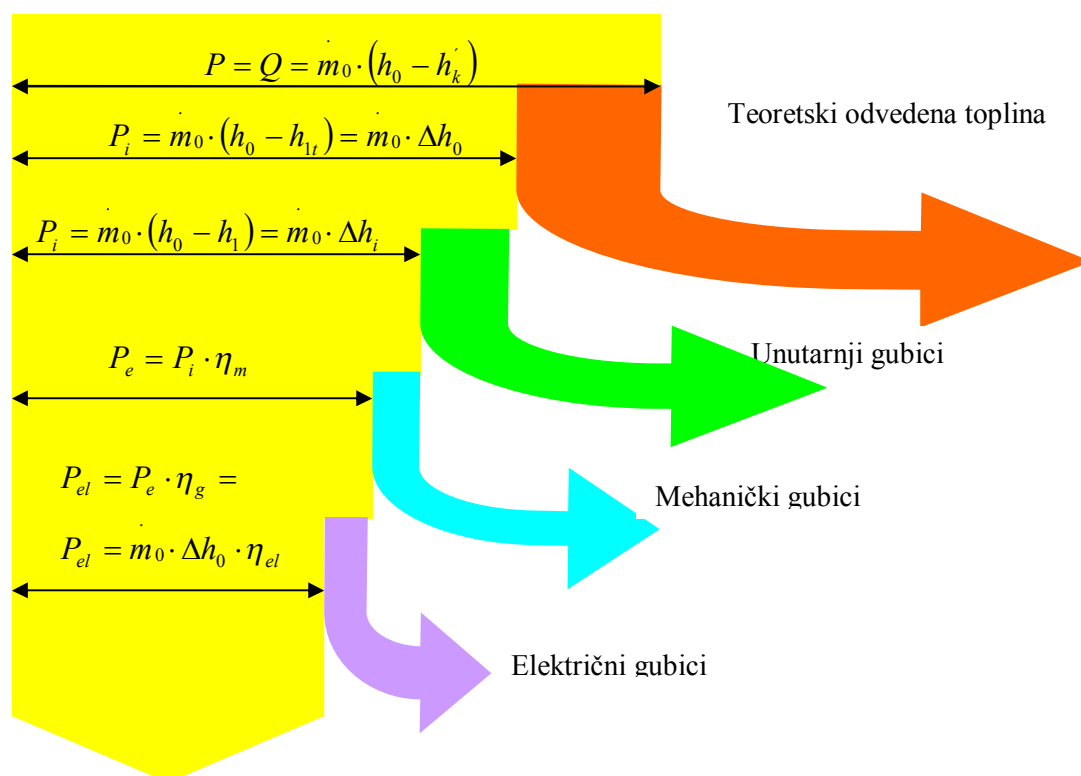 P = Q = ṁ₀ · (h₀ − h′ₖ)
Teoretski odvedena toplina
Pᵢ = ṁ₀ · (h₀ − h₁ₜ) = ṁ₀ · Δh₀
Pᵢ = ṁ₀ · (h₀ − h₁) = ṁ₀ · Δhᵢ
Unutarnji gubici
Pₑ = Pᵢ · ηₘ
Mehanički gubici
Pₑₗ = Pₑ · η_g =
Pₑₗ = ṁ₀ · Δh₀ · ηₑₗ
Električni gubici